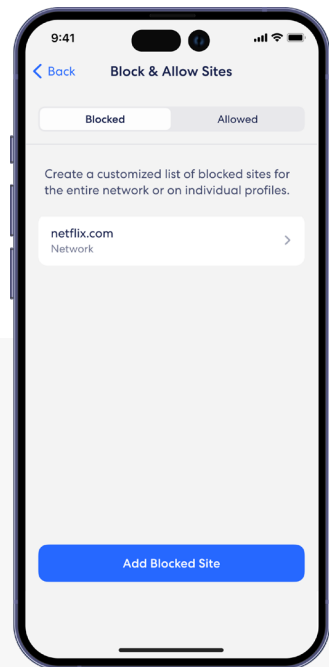 9:41
Back Block & Allow Sites
Blocked Allowed
Create a customized list of blocked sites for
the entire network or on individual profiles.
netflix.com
Network
Add Blocked Site